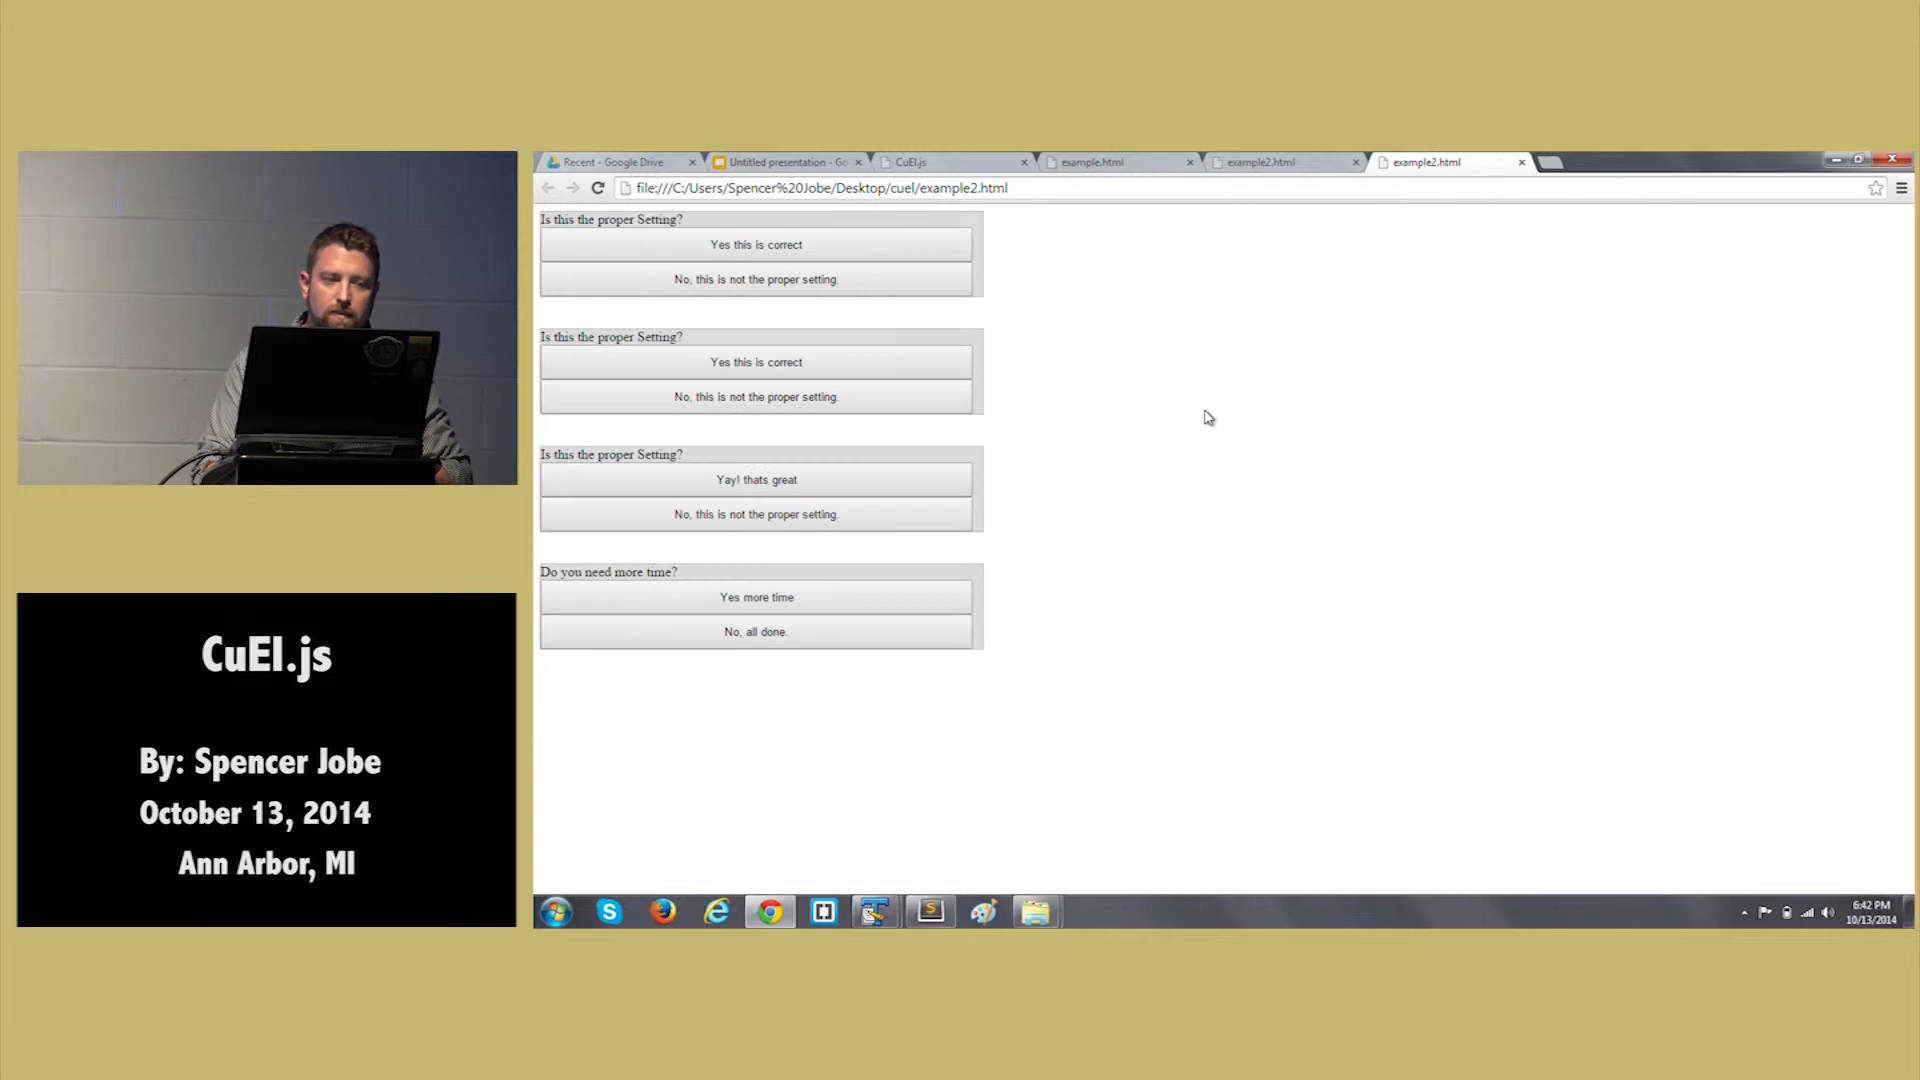 Recent - Google Drive
Untitled presentation - Go
CuEl.js
example.html
example2.html
example2.html
file:///C:/Users/Spencer%20Jobe/Desktop/cuel/example2.html
Is this the proper Setting?
Yes this is correct
No, this is not the proper setting.
Is this the proper Setting?
Yes this is correct
No, this is not the proper setting.
Is this the proper Setting?
Yay! thats great
No, this is not the proper setting.
Do you need more time?
Yes more time
No, all done.
CuEl.js
By: Spencer Jobe
October 13, 2014
Ann Arbor, MI
6:42 PM
10/13/2014